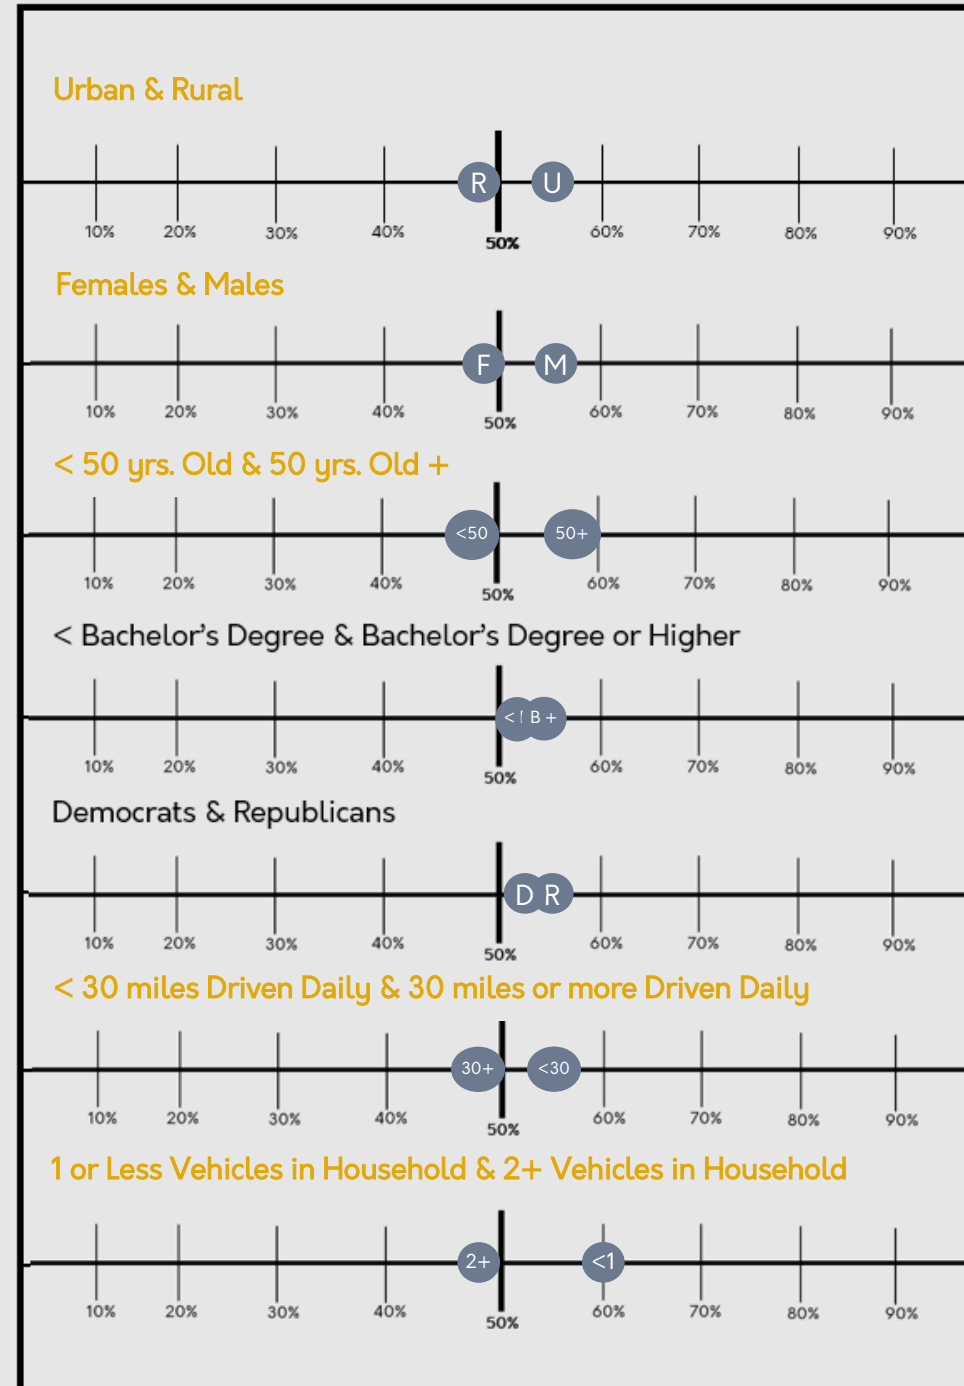 Urban & Rural
R U
10% 20% 30% 40% 50% 60% 70% 80% 90%
Females & Males
F M
10% 20% 30% 40% 50% 60% 70% 80% 90%
< 50 yrs. Old & 50 yrs. Old +
<50 50+
10% 20% 30% 40% 50% 60% 70% 80% 90%
< Bachelor's Degree & Bachelor's Degree or Higher
< B +
10% 20% 30% 40% 50% 60% 70% 80% 90%
Democrats & Republicans
D R
10% 20% 30% 40% 50% 60% 70% 80% 90%
< 30 miles Driven Daily & 30 miles or more Driven Daily
30+ <30
10% 20% 30% 40% 50% 60% 70% 80% 90%
1 or Less Vehicles in Household & 2+ Vehicles in Household
2+ <1
10% 20% 30% 40% 50% 60% 70% 80% 90%